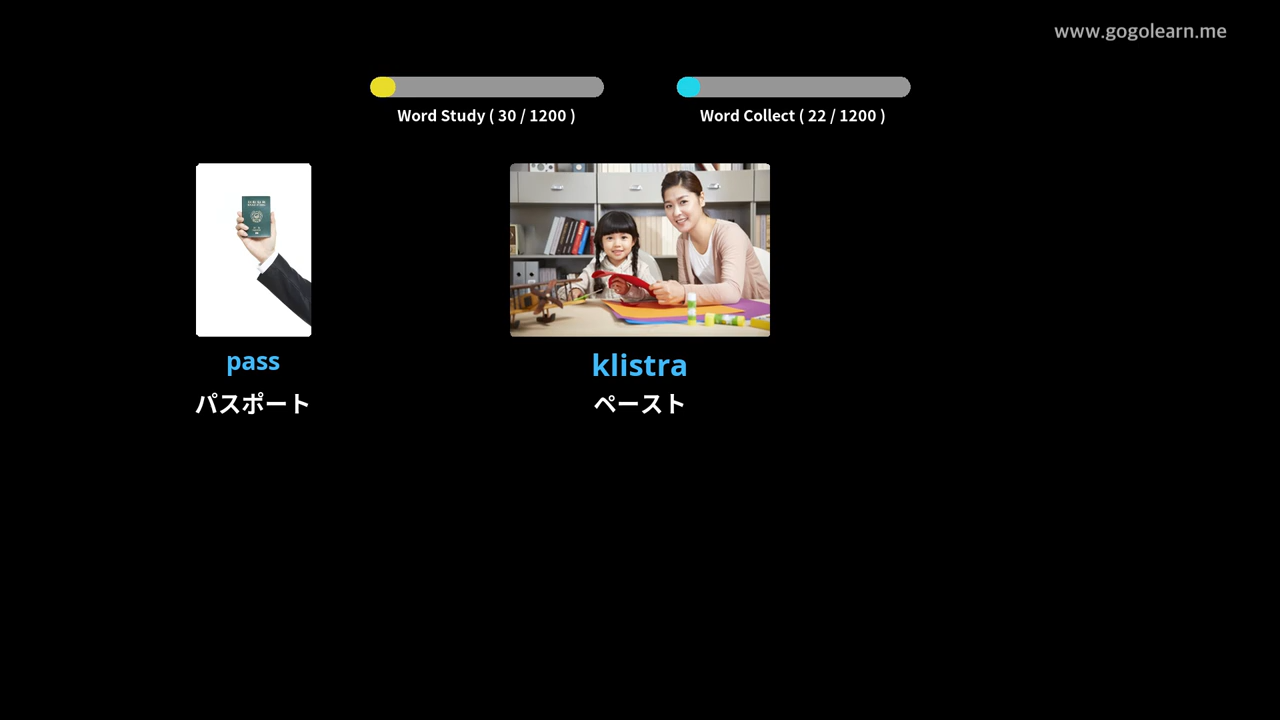 www.gogolearn.me
Word Study ( 30 / 1200 )
Word Collect ( 22 / 1200 )
pass
klistra
パスポート
ペースト